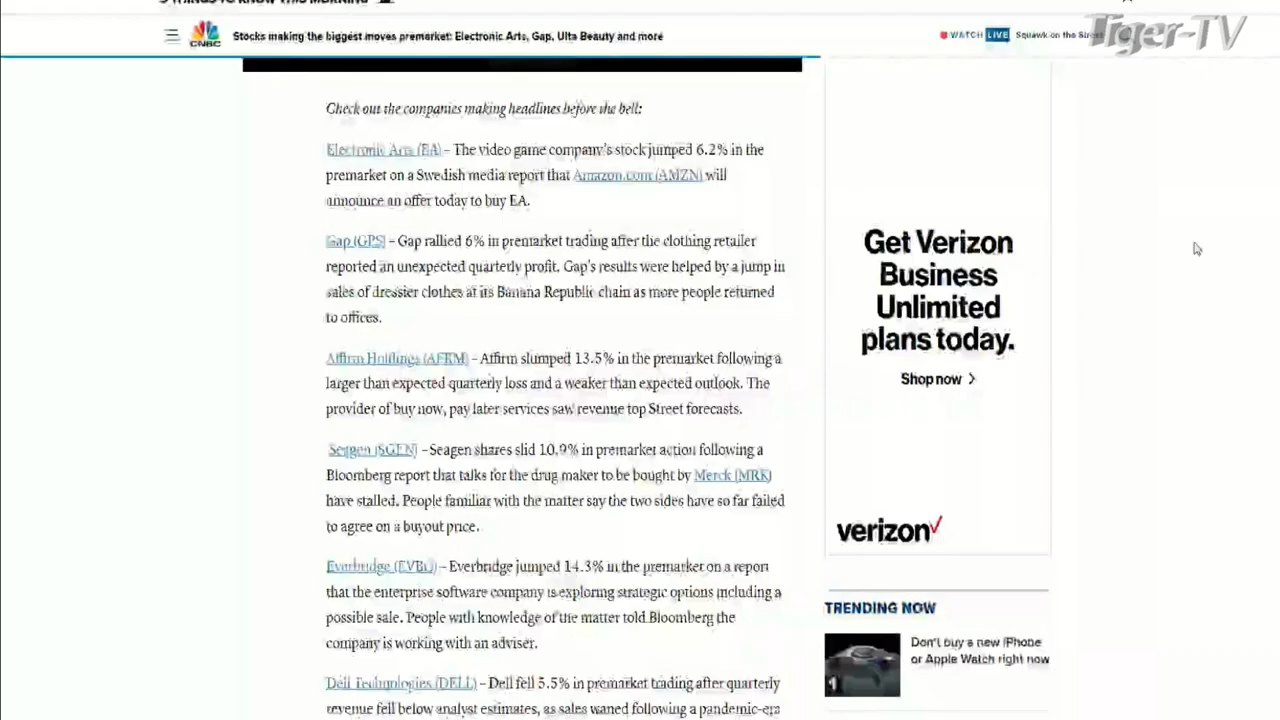 5 THINGS TO KNOW THIS MORNING
CNBC
Stocks making the biggest moves premarket: Electronic Arts, Gap, Ulta Beauty and more
WATCH LIVE
Squawk on the Stre
Tiger-TV
Check out the companies making headlines before the bell:
Electronic Arts (EA) – The video game company's stock jumped 6.2% in the
premarket on a Swedish media report that Amazon.com (AMZN) will
announce an offer today to buy EA.
Gap (GPS) – Gap rallied 6% in premarket trading after the clothing retailer
reported an unexpected quarterly profit. Gap's results were helped by a jump in
sales of dressier clothes at its Banana Republic chain as more people returned
to offices.
Affirm Holdings (AFRM) – Affirm slumped 13.5% in the premarket following a
larger than expected quarterly loss and a weaker than expected outlook. The
provider of buy now, pay later services saw revenue top Street forecasts.
Seagen (SGEN) – Seagen shares slid 10.9% in premarket action following a
Bloomberg report that talks for the drug maker to be bought by Merck (MRK)
have stalled. People familiar with the matter say the two sides have so far failed
to agree on a buyout price.
Everbridge (EVBG) – Everbridge jumped 14.3% in the premarket on a report
that the enterprise software company is exploring strategic options including a
possible sale. People with knowledge of the matter told Bloomberg the
company is working with an adviser.
Dell Technologies (DELL) – Dell fell 5.5% in premarket trading after quarterly
revenue fell below analyst estimates, as sales waned following a pandemic-era
Get Verizon
Business
Unlimited
plans today.
Shop now
verizon
TRENDING NOW
1
Don't buy a new iPhone
or Apple Watch right now